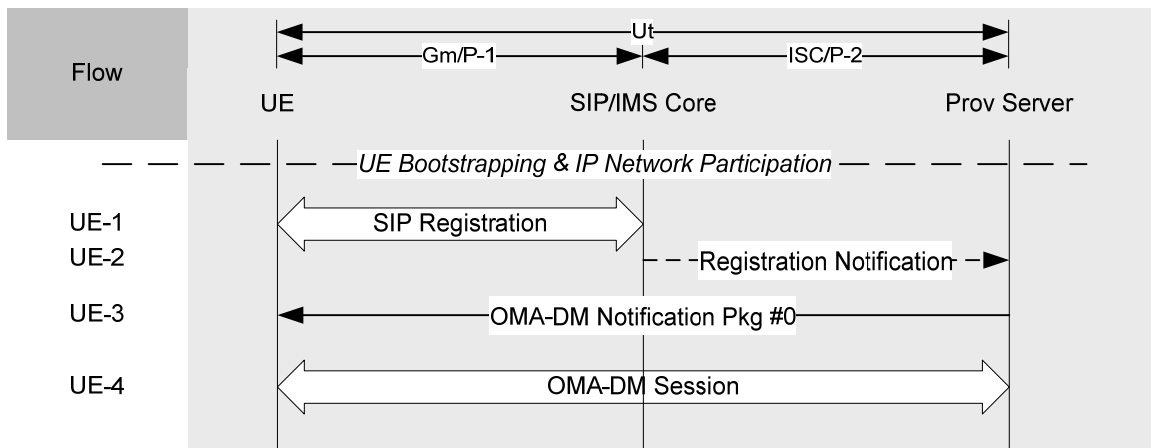 Ut
Gm/P-1 ISC/P-2
Flow
UE SIP/IMS Core Prov Server
UE Bootstrapping & IP Network Participation
UE-1 SIP Registration
UE-2 Registration Notification
UE-3 OMA-DM Notification Pkg #0
UE-4 OMA-DM Session